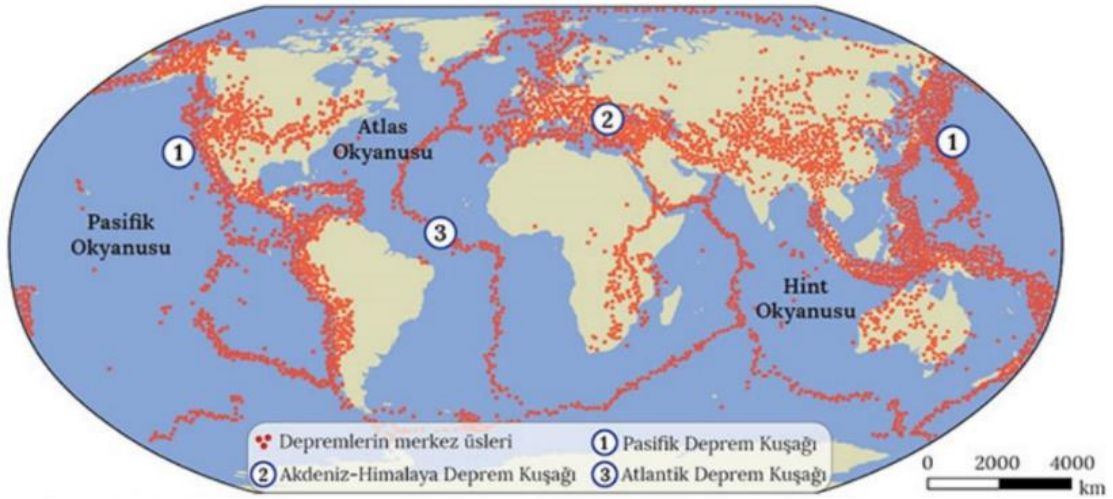 Atlas
Okyanusu
1
2
1
3
Pasifik
Okyanusu
Hint
Okyanusu
Depremlerin merkez üsleri
1 Pasifik Deprem Kuşağı
2 Akdeniz-Himalaya Deprem Kuşağı
3 Atlantik Deprem Kuşağı
0 2000 4000
km